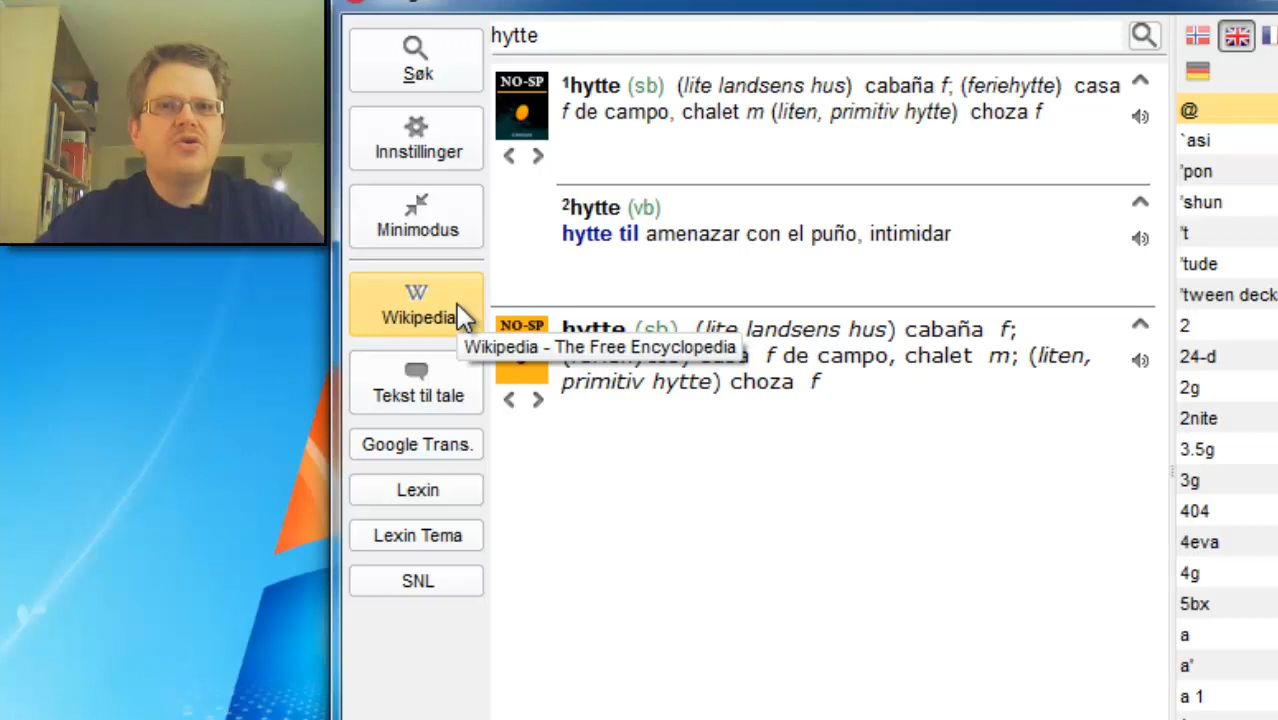 hytte
Søk
Innstillinger
Minimodus
Wikipedia
Tekst til tale
Google Trans.
Lexin
Lexin Tema
SNL
NO-SP
¹hytte (sb) (lite landsens hus) cabaña f; (feriehytte) casa
f de campo, chalet m (liten, primitiv hytte) choza f
²hytte (vb)
hytte til amenazar con el puño, intimidar
NO-SP
hytte (sb) (lite landsens hus) cabaña f;
Wikipedia - The Free Encyclopedia
f de campo, chalet m; (liten,
primitiv hytte) choza f
@
`asi
'pon
'shun
't
'tude
'tween deck
2
24-d
2g
2nite
3.5g
3g
404
4eva
4g
5bx
a
a'
a 1